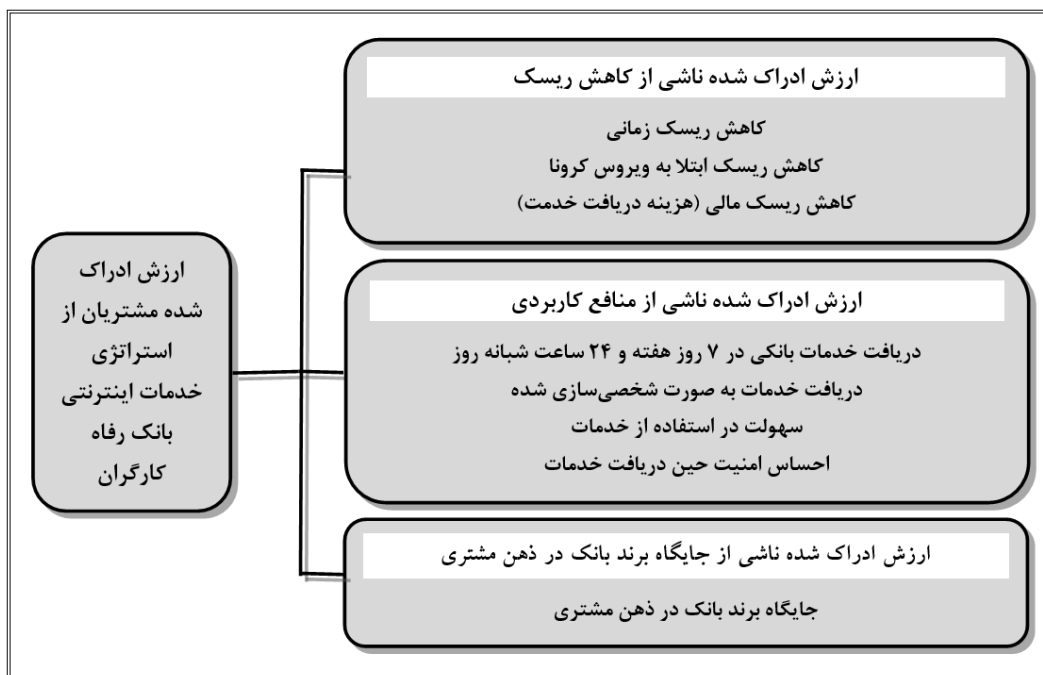 ارزش ادراک شده ناشی از کاهش ریسک
کاهش ریسک زمانی
کاهش ریسک ابتلا به ویروس کرونا
کاهش ریسک مالی (هزینه دریافت خدمت)
ارزش ادراک
شده مشتریان از
استراتژی
خدمات اینترنتی
بانک رفاه
کارگران
ارزش ادراک شده ناشی از منافع کاربردی
دریافت خدمات بانکی در ۷ روز هفته و ۲۴ ساعت شبانه روز
دریافت خدمات به صورت شخصی‌سازی شده
سهولت در استفاده از خدمات
احساس امنیت حین دریافت خدمات
ارزش ادراک شده ناشی از جایگاه برند بانک در ذهن مشتری
جایگاه برند بانک در ذهن مشتری